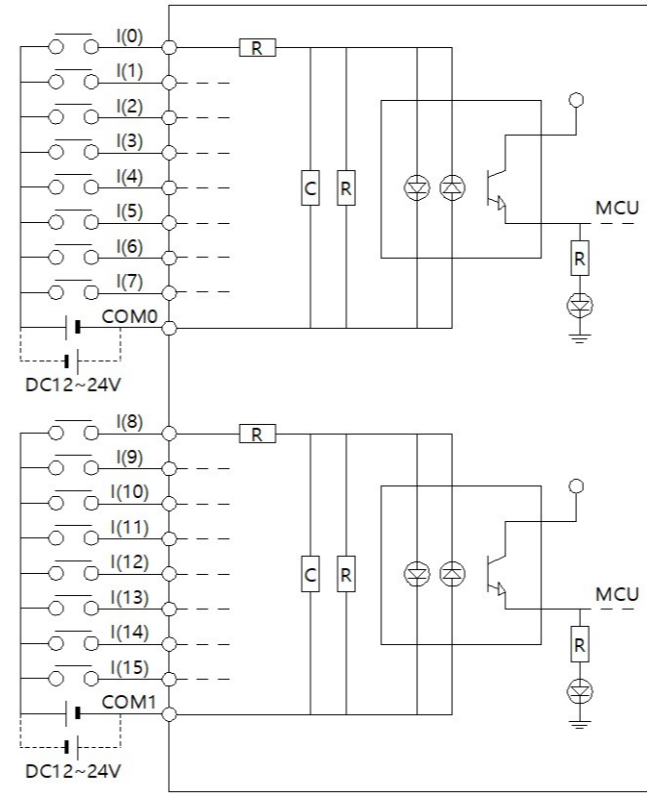 I(0)
R
I(1)
I(2)
I(3)
I(4)
C R
I(5)
MCU
I(6)
R
I(7)
COM0
DC12~24V
I(8)
R
I(9)
I(10)
I(11)
I(12)
C R
I(13)
MCU
I(14)
R
I(15)
COM1
DC12~24V